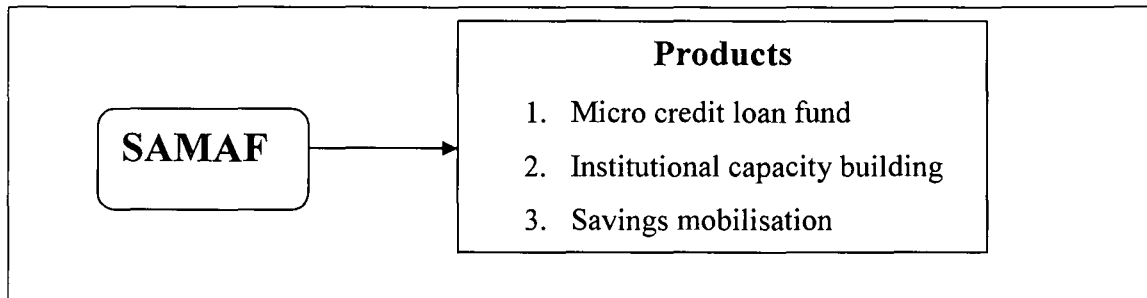 Products
1. Micro credit loan fund
SAMAF
2. Institutional capacity building
3. Savings mobilisation